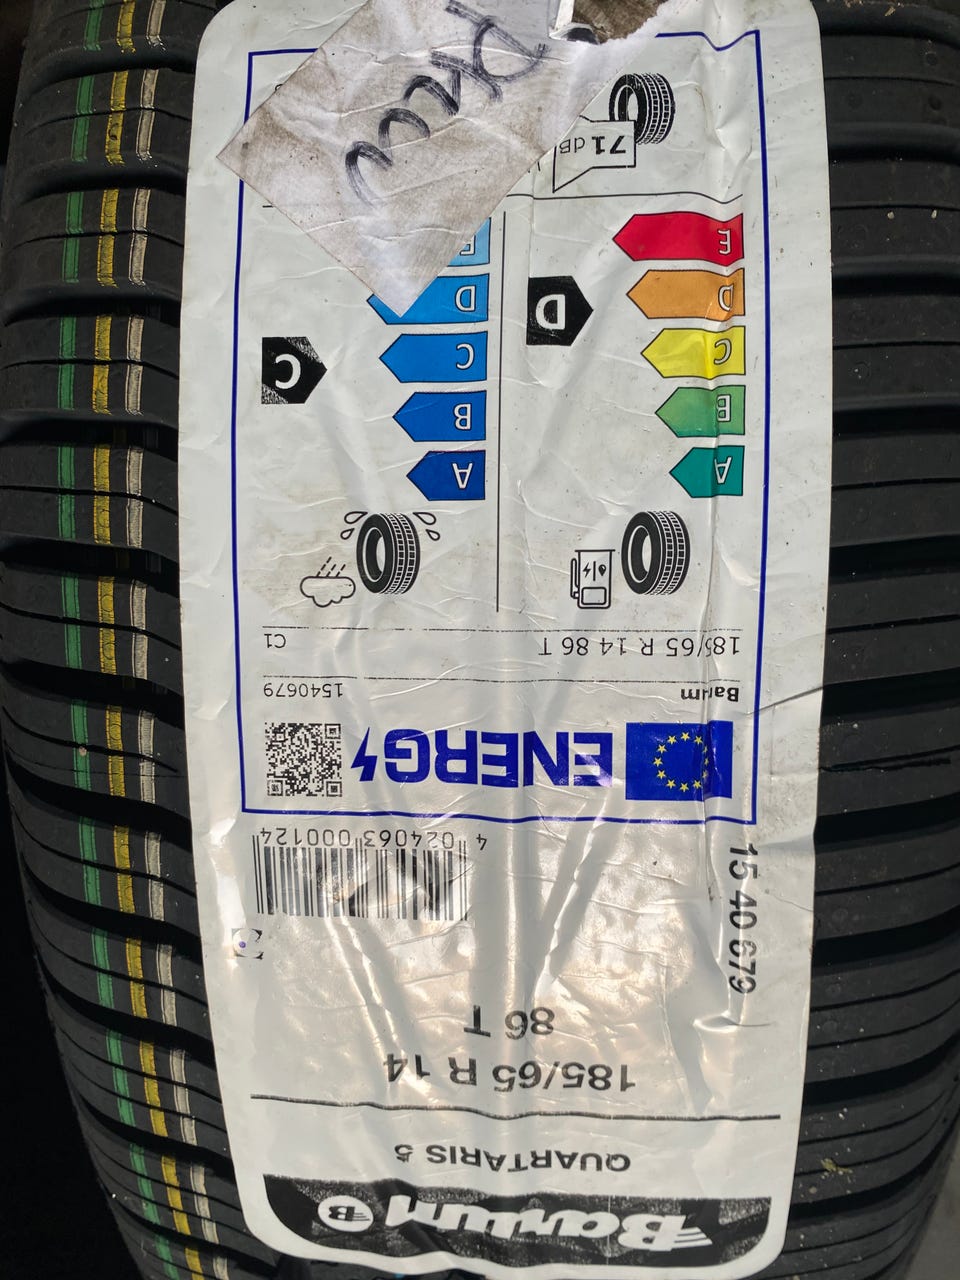 Barum B
QUARTARIS 5
185/65 R 14
86 T
15 40 679
4 024063 000124
ENERG
Barum 1540679
185/65 R 14 86 T C1
A A
B B
C C C
D D D
E E
71 dB